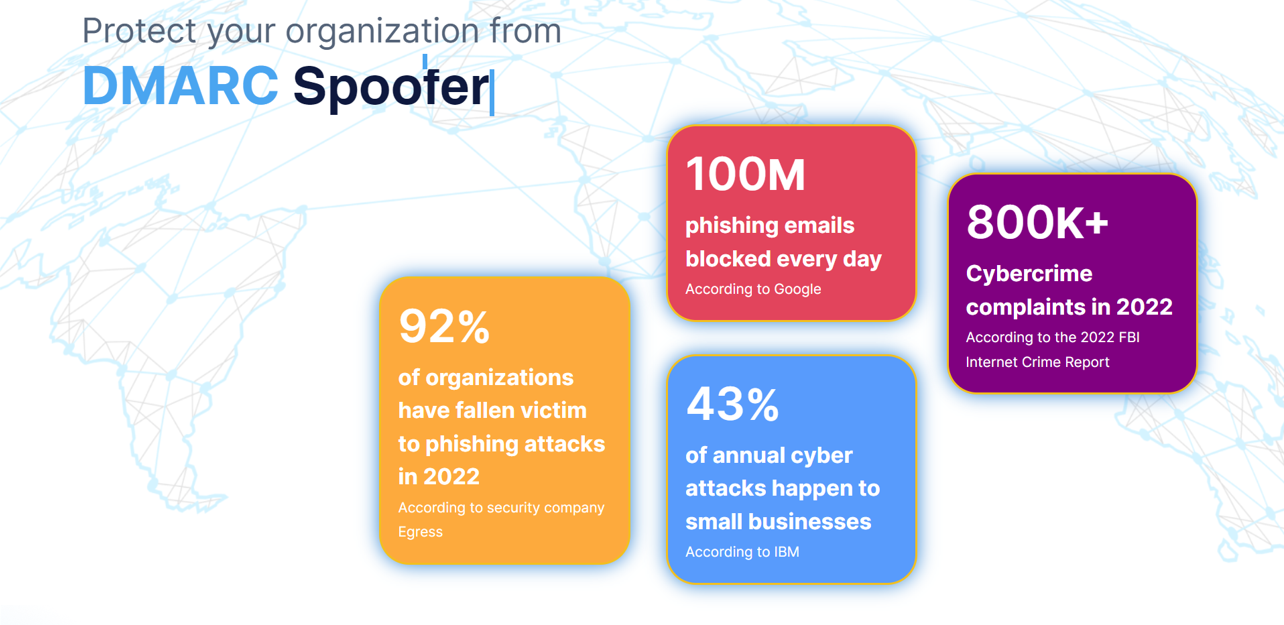 Protect your organization from
DMARC Spoofer
100M
phishing emails
blocked every day
According to Google
800K+
Cybercrime
complaints in 2022
According to the 2022 FBI
Internet Crime Report
92%
of organizations
have fallen victim
to phishing attacks
in 2022
According to security company
Egress
43%
of annual cyber
attacks happen to
small businesses
According to IBM